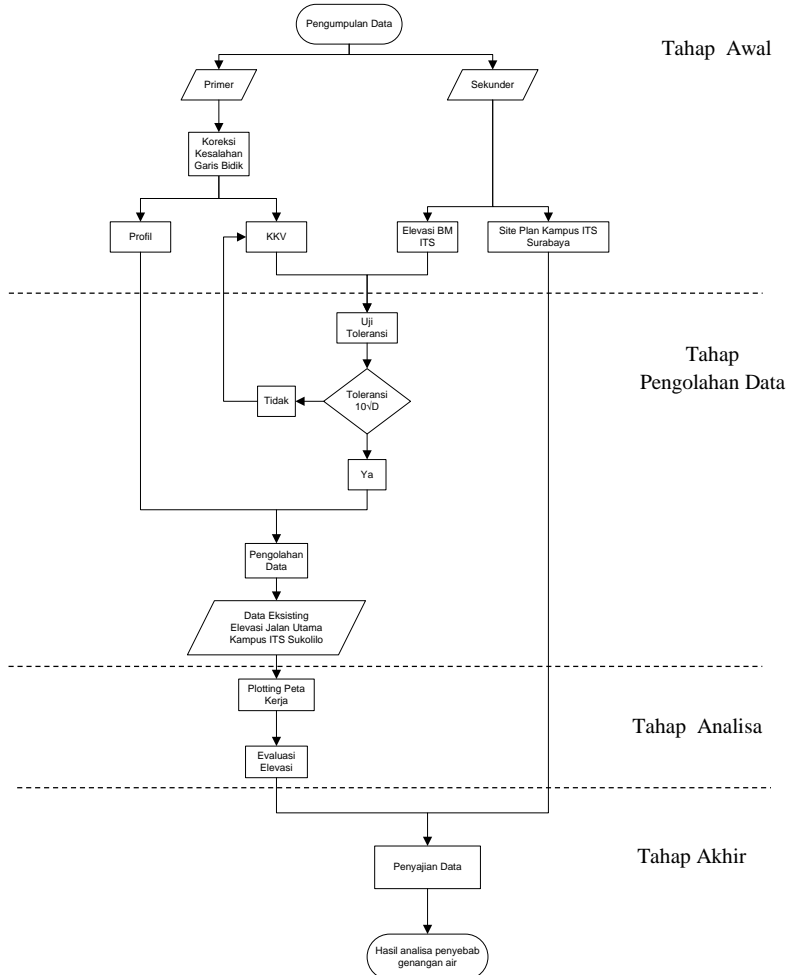 Pengumpulan Data
Tahap Awal
Primer
Sekunder
Koreksi
Kesalahan
Garis Bidik
Profil
KKV
Elevasi BM
ITS
Site Plan Kampus ITS
Surabaya
Uji
Toleransi
Tahap
Pengolahan Data
Toleransi
10√D
Tidak
Ya
Pengolahan
Data
Data Eksisting
Elevasi Jalan Utama
Kampus ITS Sukolilo
Plotting Peta
Kerja
Tahap Analisa
Evaluasi
Elevasi
Penyajian Data
Tahap Akhir
Hasil analisa penyebab
genangan air